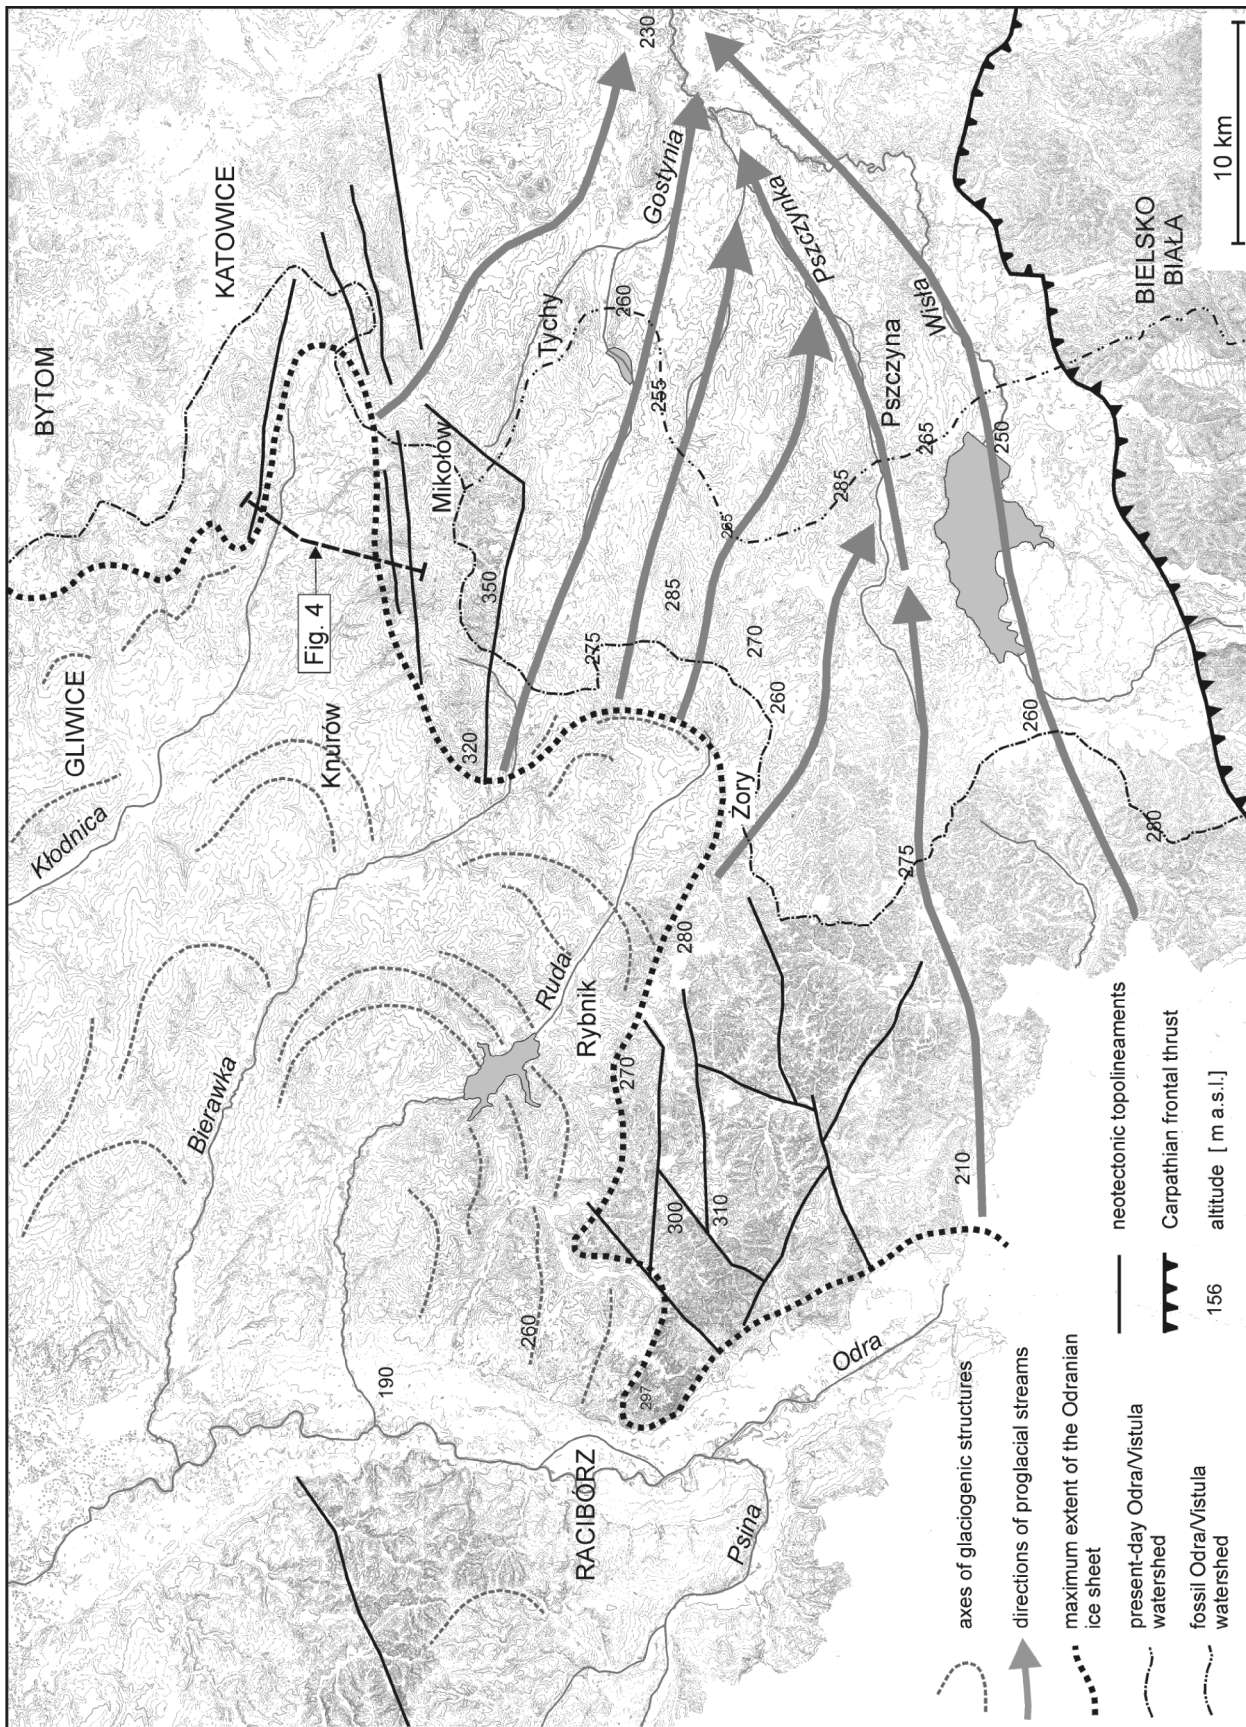 BYTOM
KATOWICE
GLIWICE
Kłodnica
Knurów
Fig. 4
Mikołów
Tychy
Gostynia
230
260
255
350
320
275
285
265
285
265
250
Pszczynka
Pszczyna
Wisła
BIELSKO
BIAŁA
10 km
270
260
260
280
275
Żory
280
Rybnik
Ruda
Bierawka
270
300
310
210
260
190
297
Odra
RACIBÓRZ
Psina
axes of glaciogenic structures
directions of proglacial streams
maximum extent of the Odranian
ice sheet
present-day Odra/Vistula
watershed
fossil Odra/Vistula
watershed
neotectonic topolineaments
Carpathian frontal thrust
156
altitude [ m a.s.l.]